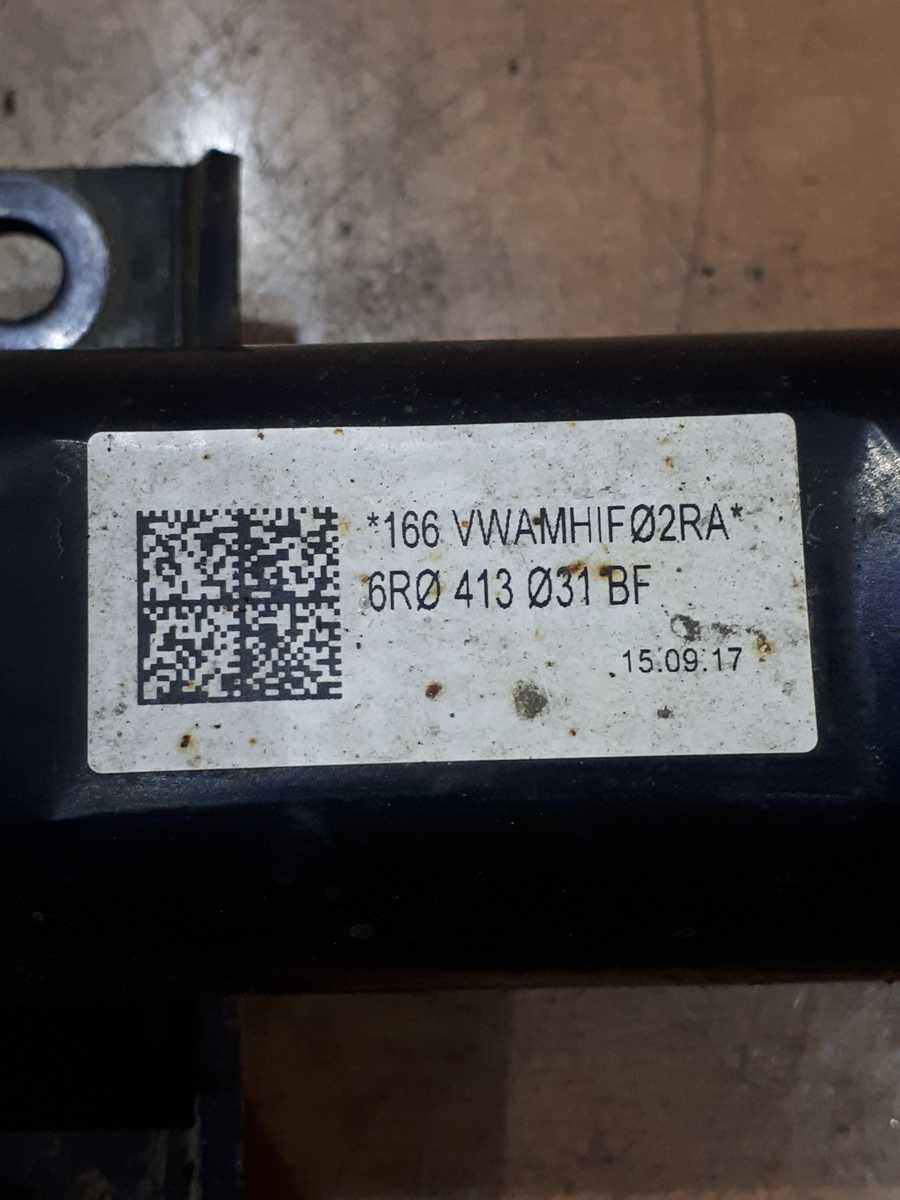 *166 VWAMHIFØ2RA*
6RØ 413 Ø31 BF
15.09.17